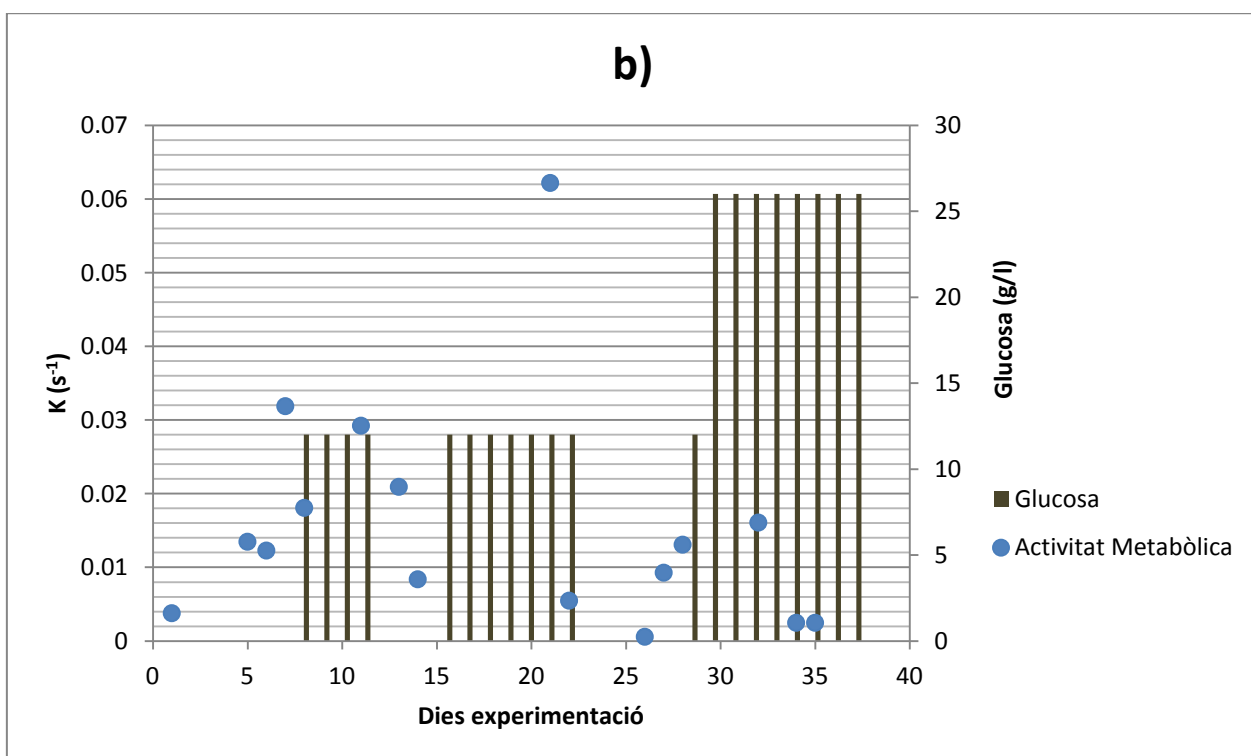 b)
0.07
0.06
0.05
0.04
0.03
0.02
0.01
0
K (s⁻¹)
30
25
20
15
10
5
0
Glucosa (g/l)
0 5 10 15 20 25 30 35 40
Dies experimentació
Glucosa
Activitat Metabòlica